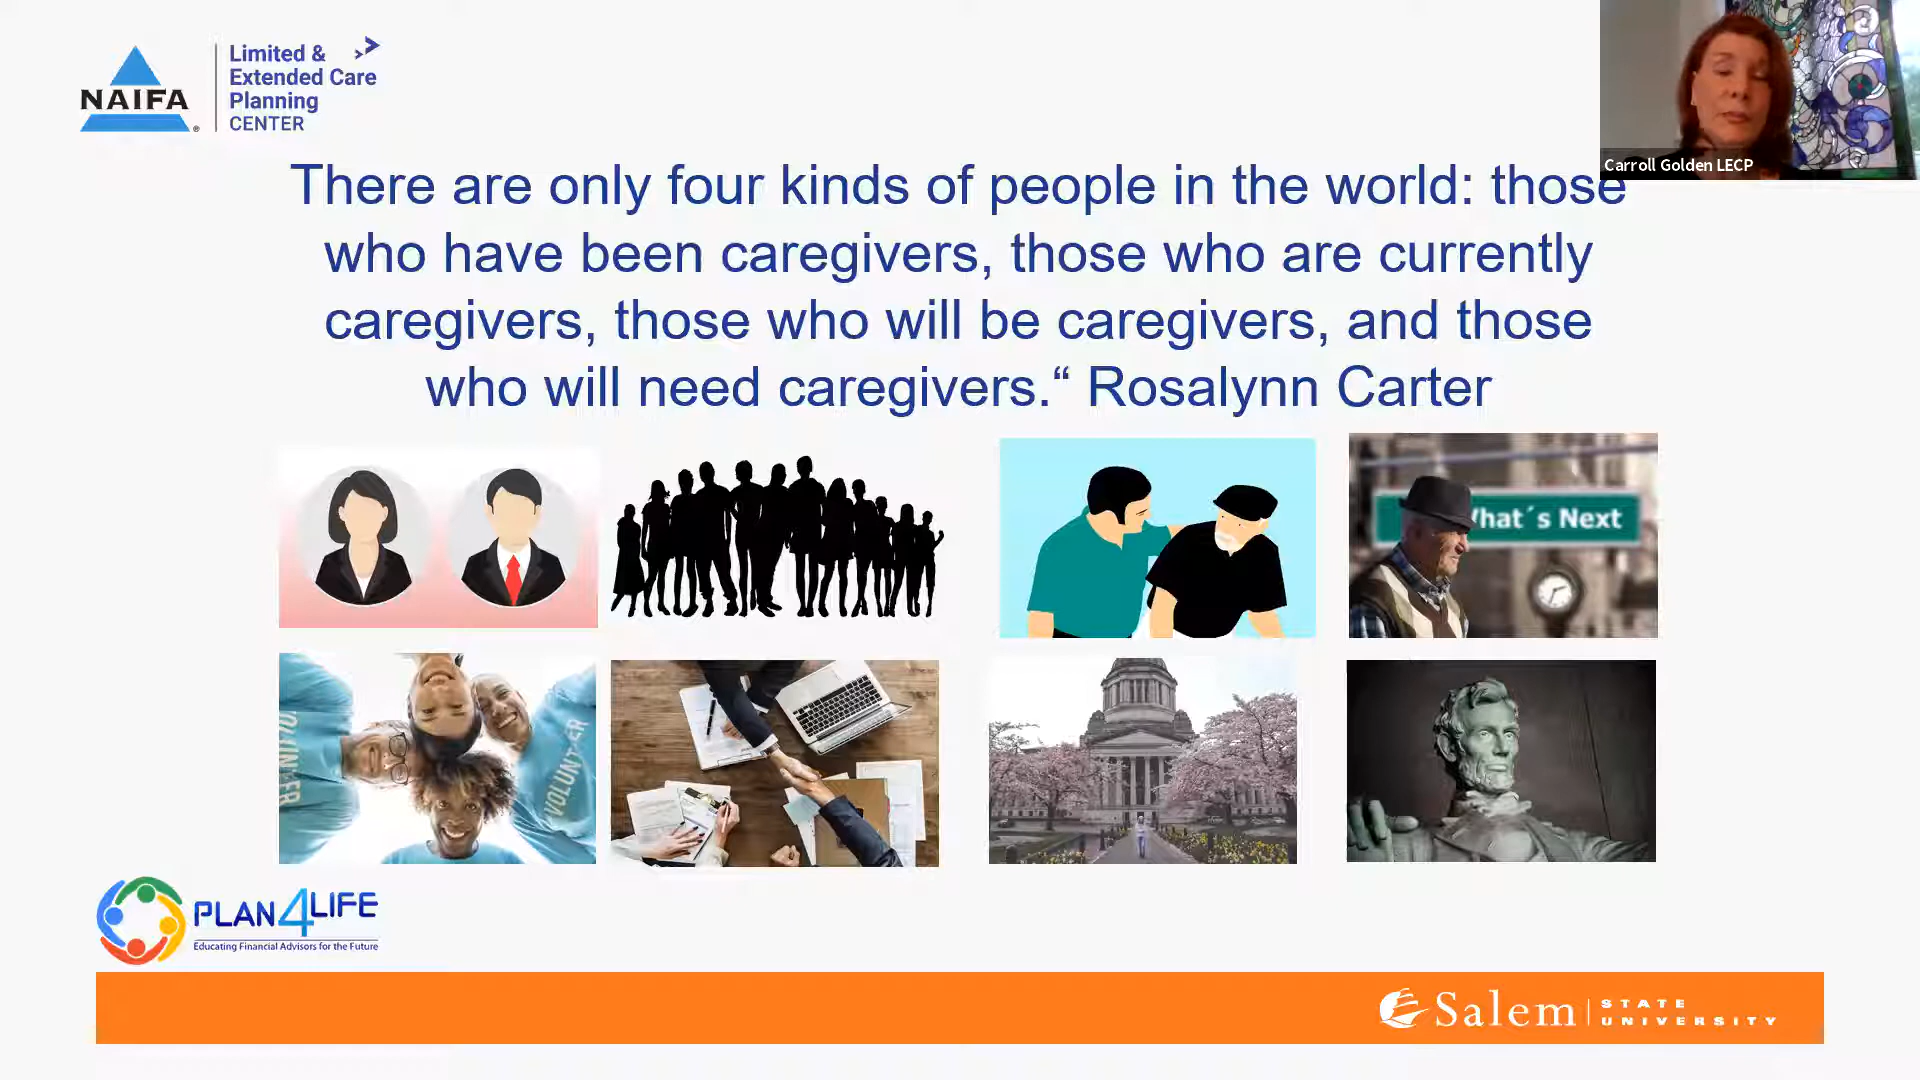 NAIFA
®
Limited &
Extended Care
Planning
CENTER
Carroll Golden LECP
There are only four kinds of people in the world: those
who have been caregivers, those who are currently
caregivers, those who will be caregivers, and those
who will need caregivers.“ Rosalynn Carter
hat´s Next
VOLUNTEER
VOLUNTEER
PLAN4LIFE
Educating Financial Advisors for the Future
Salem
STATE
UNIVERSITY